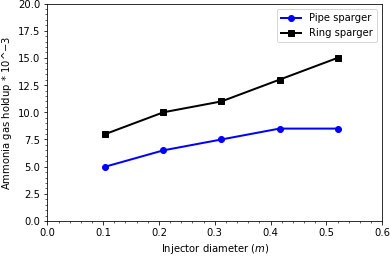 20.0
17.5
15.0
12.5
10.0
7.5
5.0
2.5
0.0
Ammonia gas holdup * 10^−3
Pipe sparger
Ring sparger
0.0 0.1 0.2 0.3 0.4 0.5 0.6
Injector diameter (m)